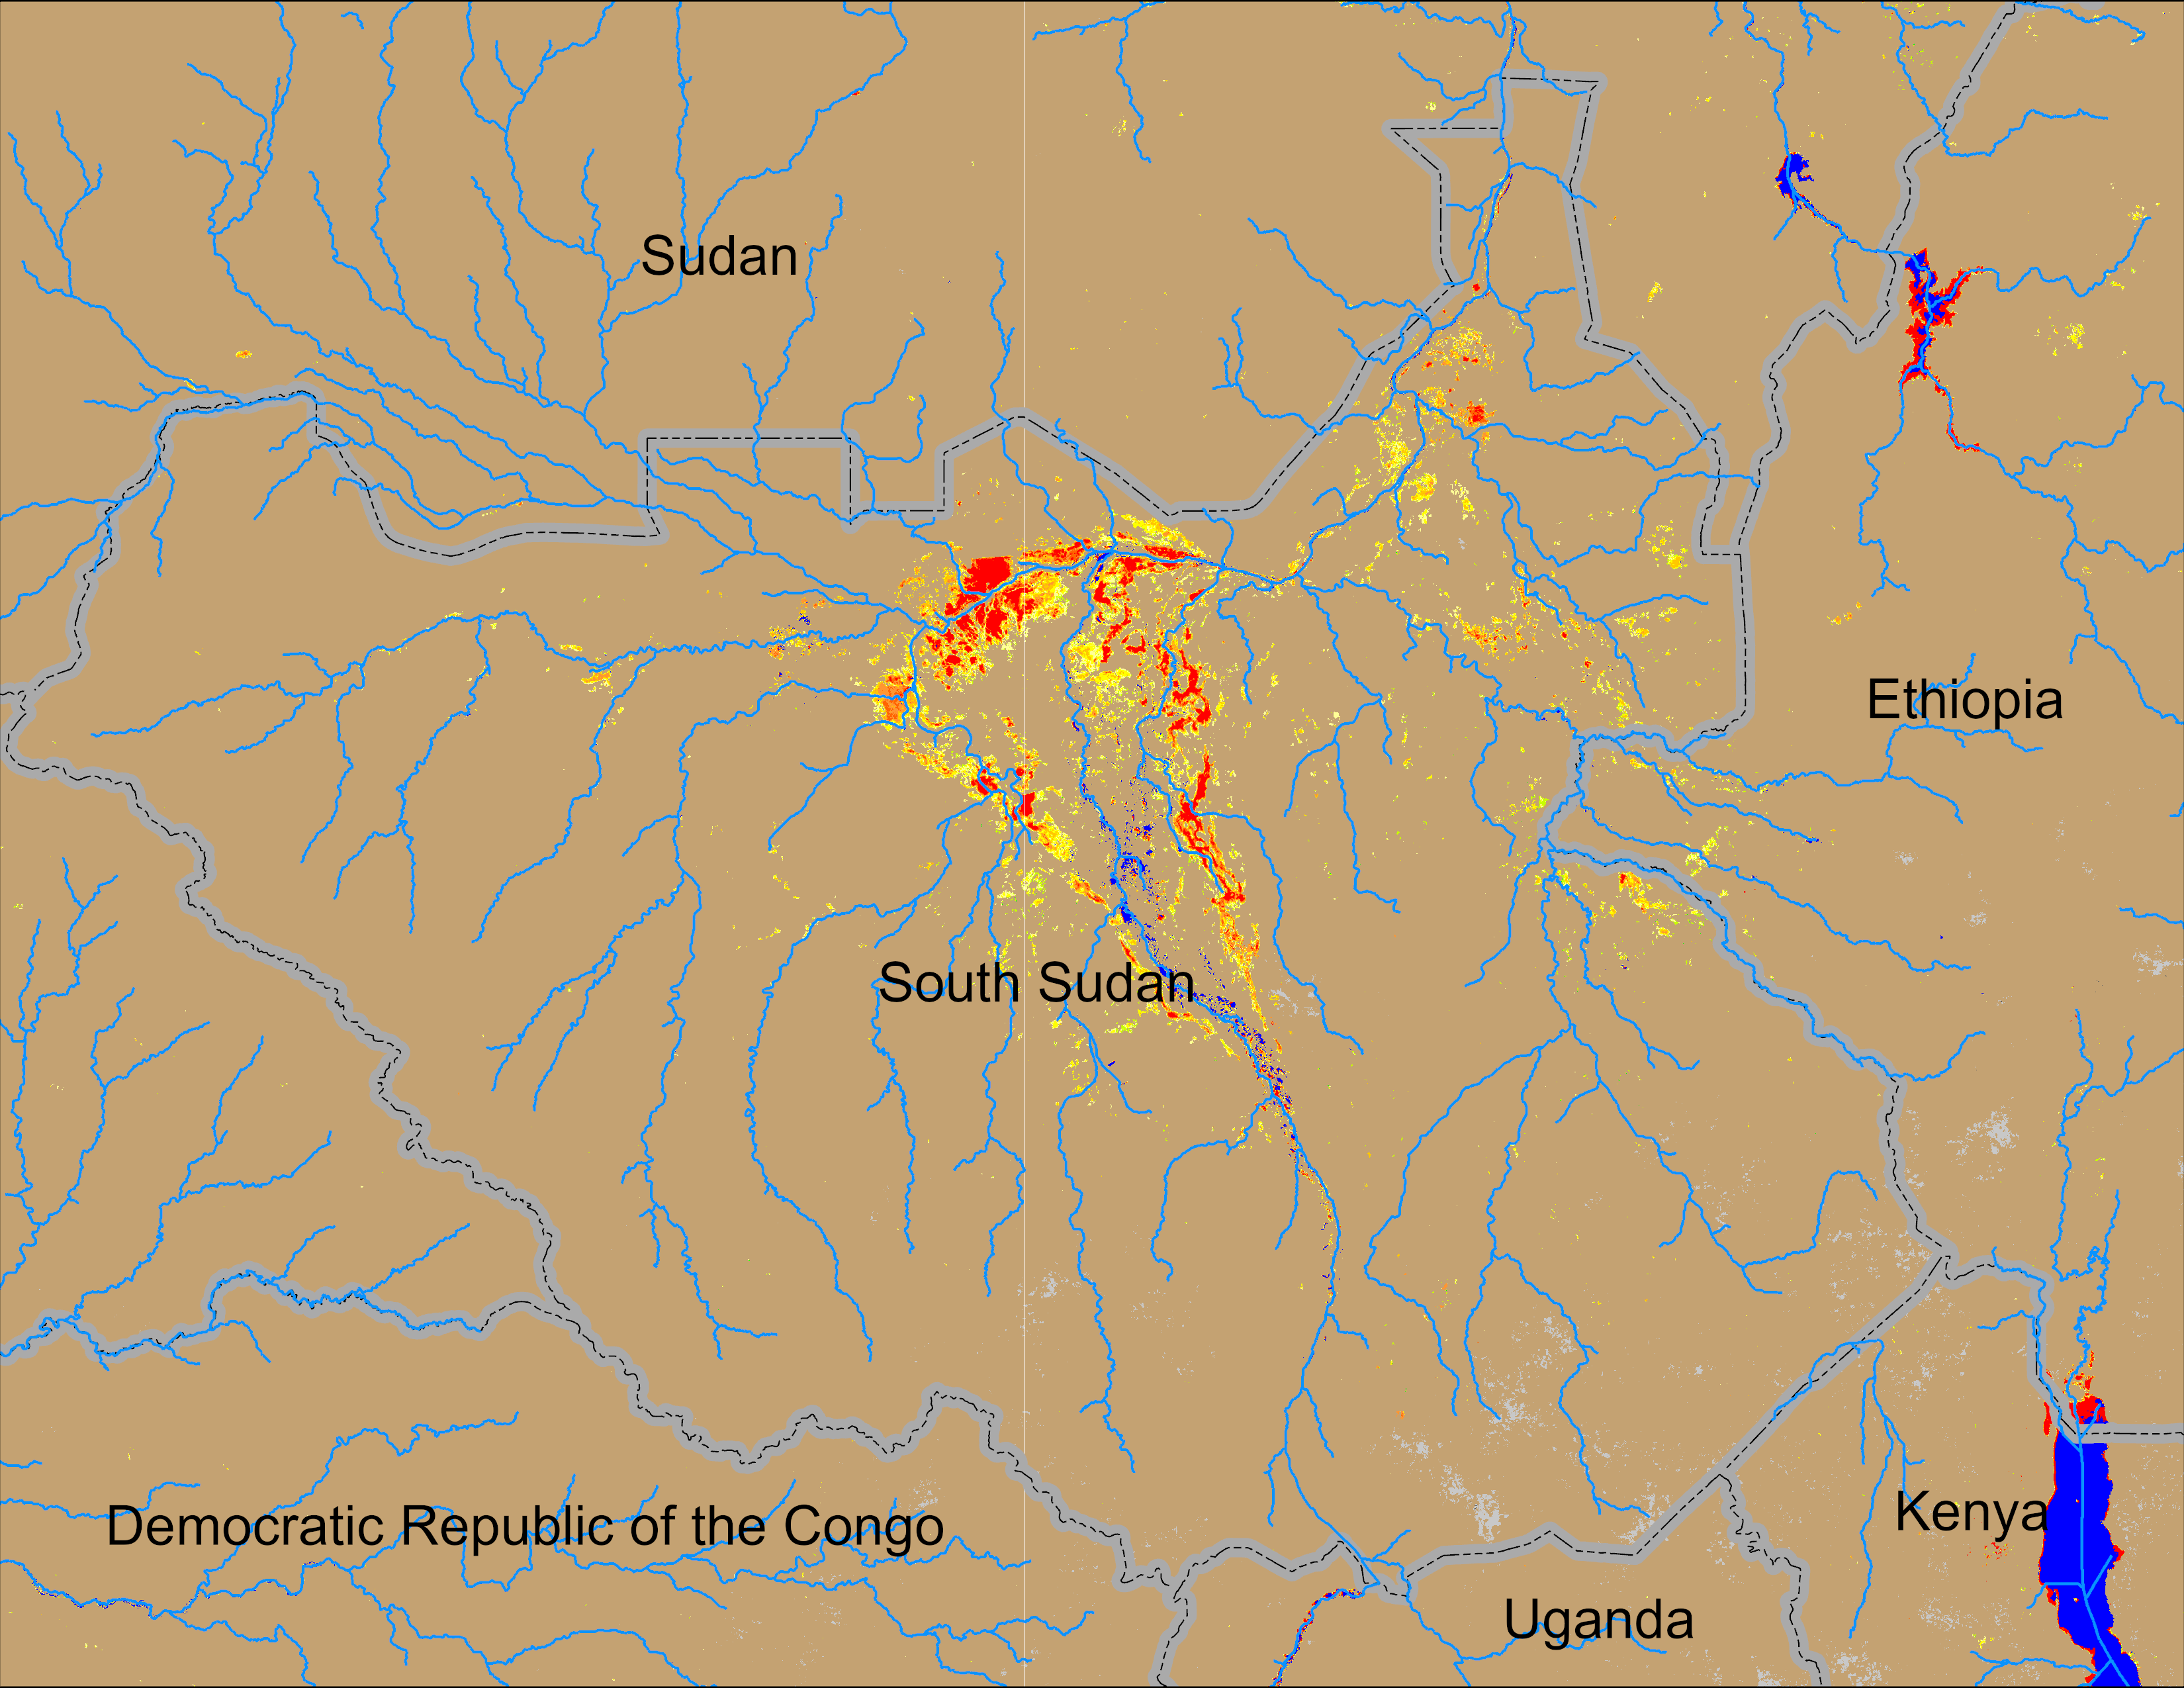 Sudan
Ethiopia
South Sudan
Kenya
Democratic Republic of the Congo
Uganda